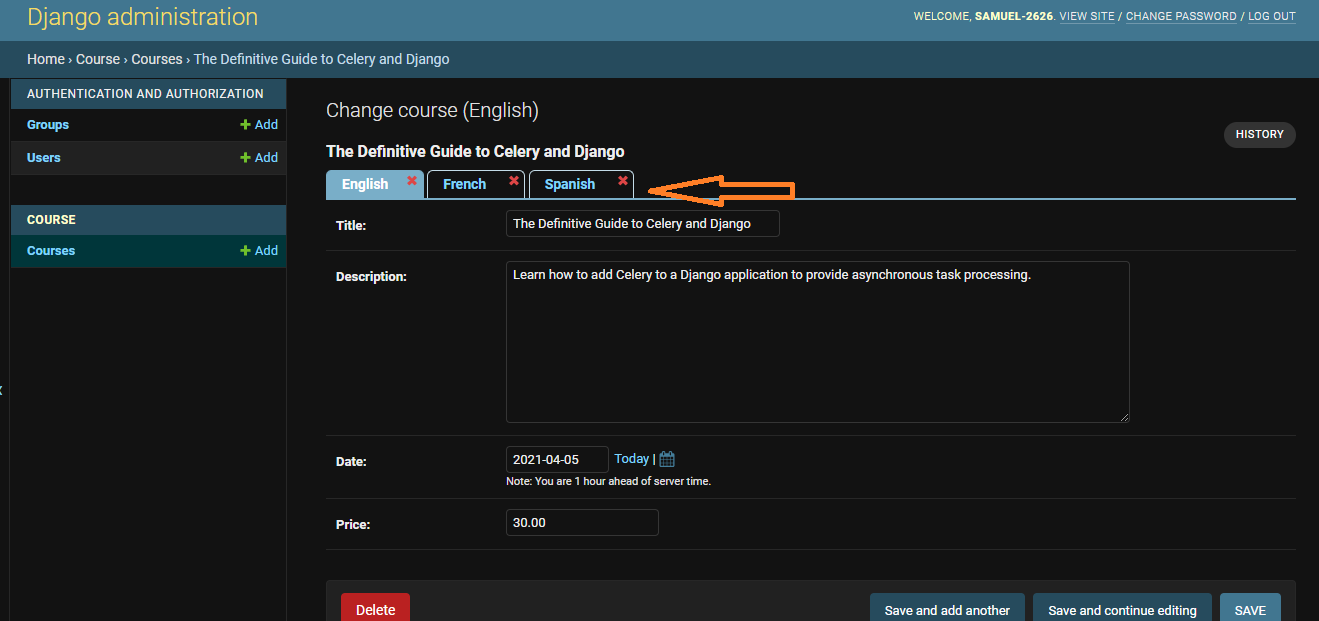 Django administration
WELCOME, SAMUEL-2626. VIEW SITE / CHANGE PASSWORD / LOG OUT
Home › Course › Courses › The Definitive Guide to Celery and Django
AUTHENTICATION AND AUTHORIZATION
Groups + Add
Users + Add
COURSE
Courses + Add
Change course (English)
HISTORY
The Definitive Guide to Celery and Django
English French Spanish
Title: The Definitive Guide to Celery and Django
Description: Learn how to add Celery to a Django application to provide asynchronous task processing.
Date: 2021-04-05 Today |
Note: You are 1 hour ahead of server time.
Price: 30.00
Delete Save and add another Save and continue editing SAVE